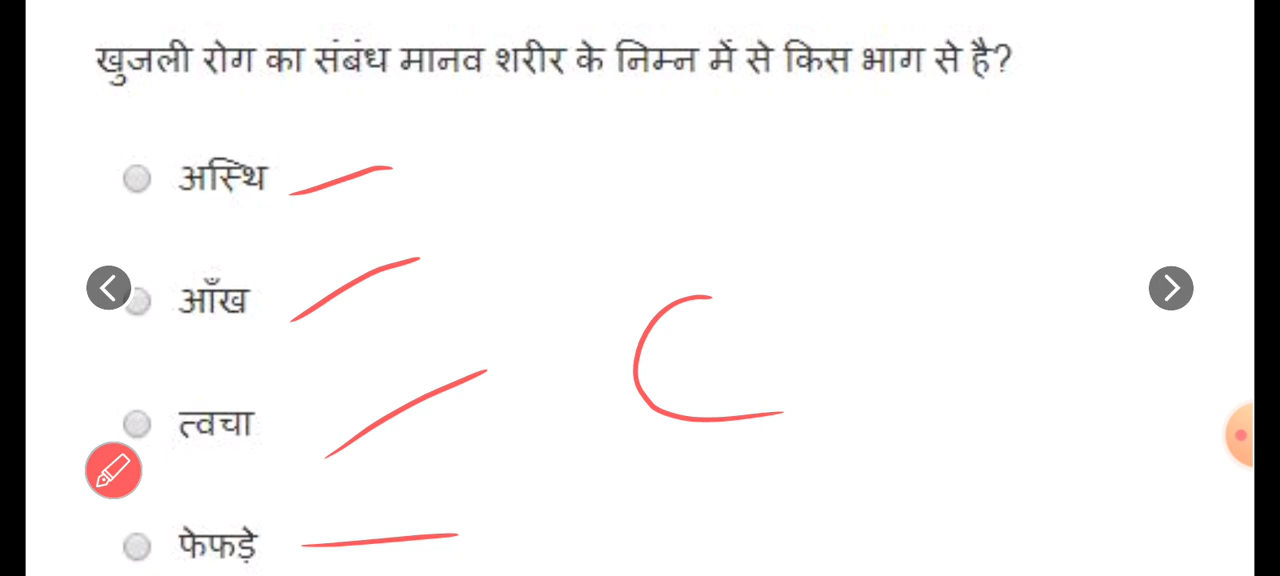 खुजली रोग का संबंध मानव शरीर के निम्न में से किस भाग से है?
अस्थि
आँख
त्वचा
C
फेफड़े